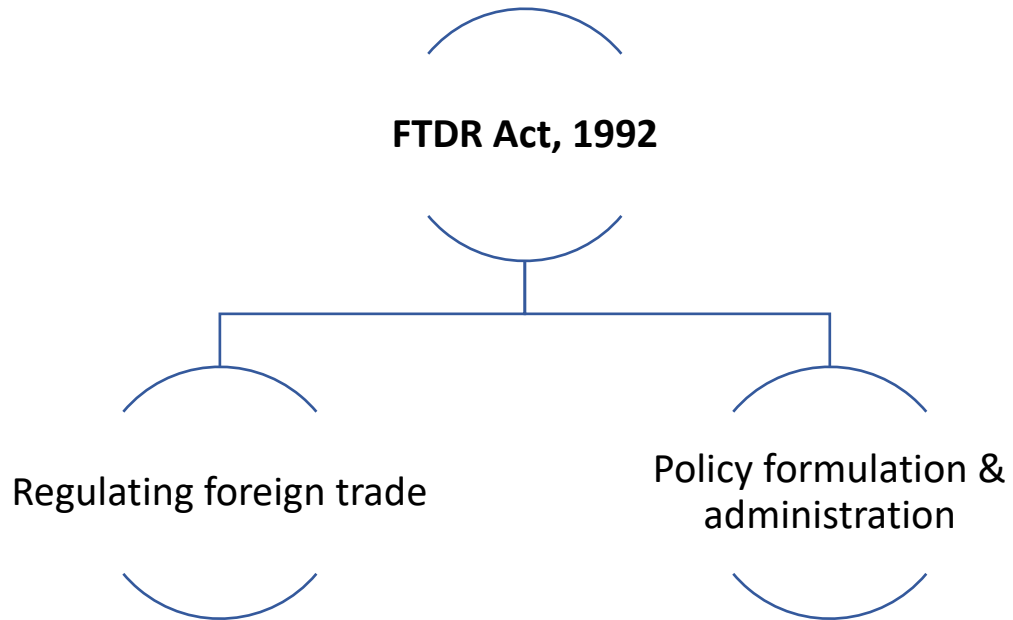 FTDR Act, 1992
Regulating foreign trade
Policy formulation &
administration